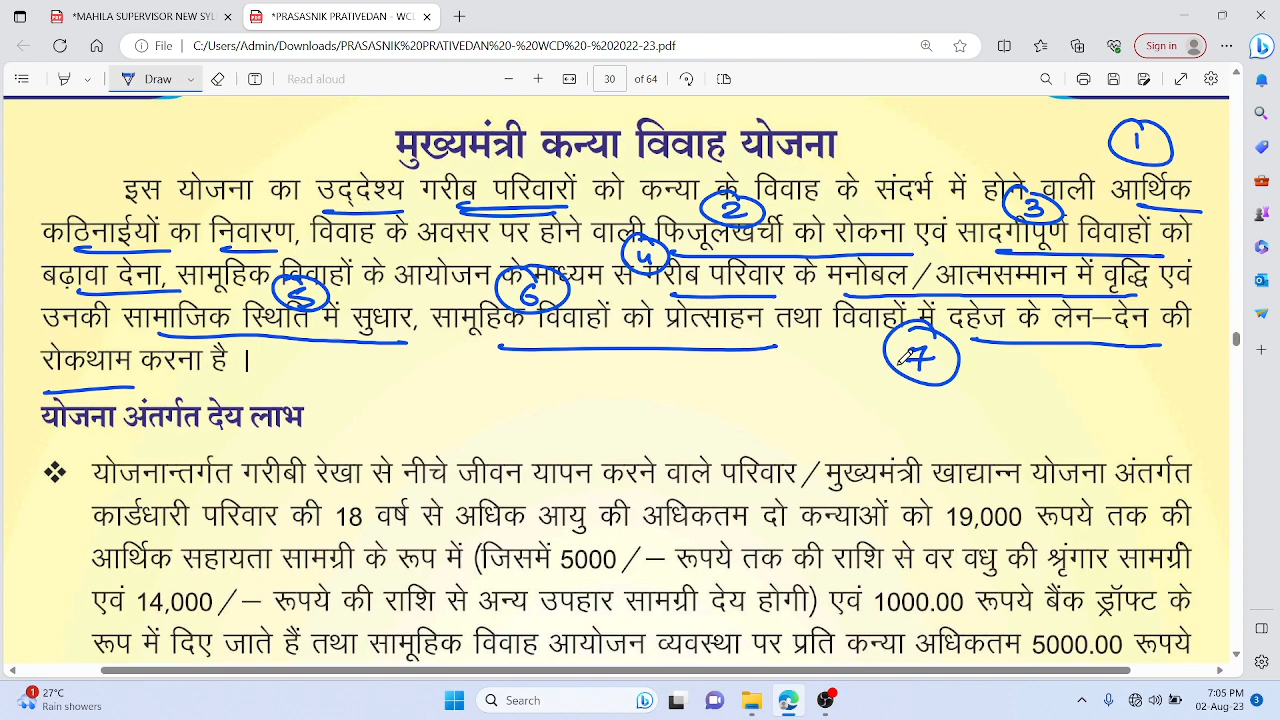 *MAHILA SUPERVISOR NEW SYL
*PRASASNIK PRATIVEDAN - WCD
File
C:/Users/Admin/Downloads/PRASASNIK%20PRATIVEDAN%20-%20WCD%20-%202022-23.pdf
Sign in
Draw
Read aloud
30 of 64
मुख्यमंत्री कन्या विवाह योजना
1
इस योजना का उद्देश्य गरीब परिवारों को कन्या के विवाह के संदर्भ में होने वाली आर्थिक
2
3
कठिनाईयों का निवारण, विवाह के अवसर पर होने वाली फिजूलखर्ची को रोकना एवं सादगीपूर्ण विवाहों को
4
बढ़ावा देना, सामूहिक विवाहों के आयोजन के माध्यम से गरीब परिवार के मनोबल/आत्मसम्मान में वृद्धि एवं
5
6
उनकी सामाजिक स्थिति में सुधार, सामूहिक विवाहों को प्रोत्साहन तथा विवाहों में दहेज के लेन-देन की
7
रोकथाम करना है ।
योजना अंतर्गत देय लाभ
❖ योजनान्तर्गत गरीबी रेखा से नीचे जीवन यापन करने वाले परिवार/मुख्यमंत्री खाद्यान्न योजना अंतर्गत
कार्डधारी परिवार की 18 वर्ष से अधिक आयु की अधिकतम दो कन्याओं को 19,000 रूपये तक की
आर्थिक सहायता सामग्री के रूप में (जिसमें 5000/- रूपये तक की राशि से वर वधु की श्रृंगार सामग्री
एवं 14,000/- रूपये की राशि से अन्य उपहार सामग्री देय होगी) एवं 1000.00 रूपये बैंक ड्रॉफ्ट के
रूप में दिए जाते हैं तथा सामूहिक विवाह आयोजन व्यवस्था पर प्रति कन्या अधिकतम 5000.00 रूपये
1
27°C
Rain showers
Search
7:05 PM
02-Aug-23
3